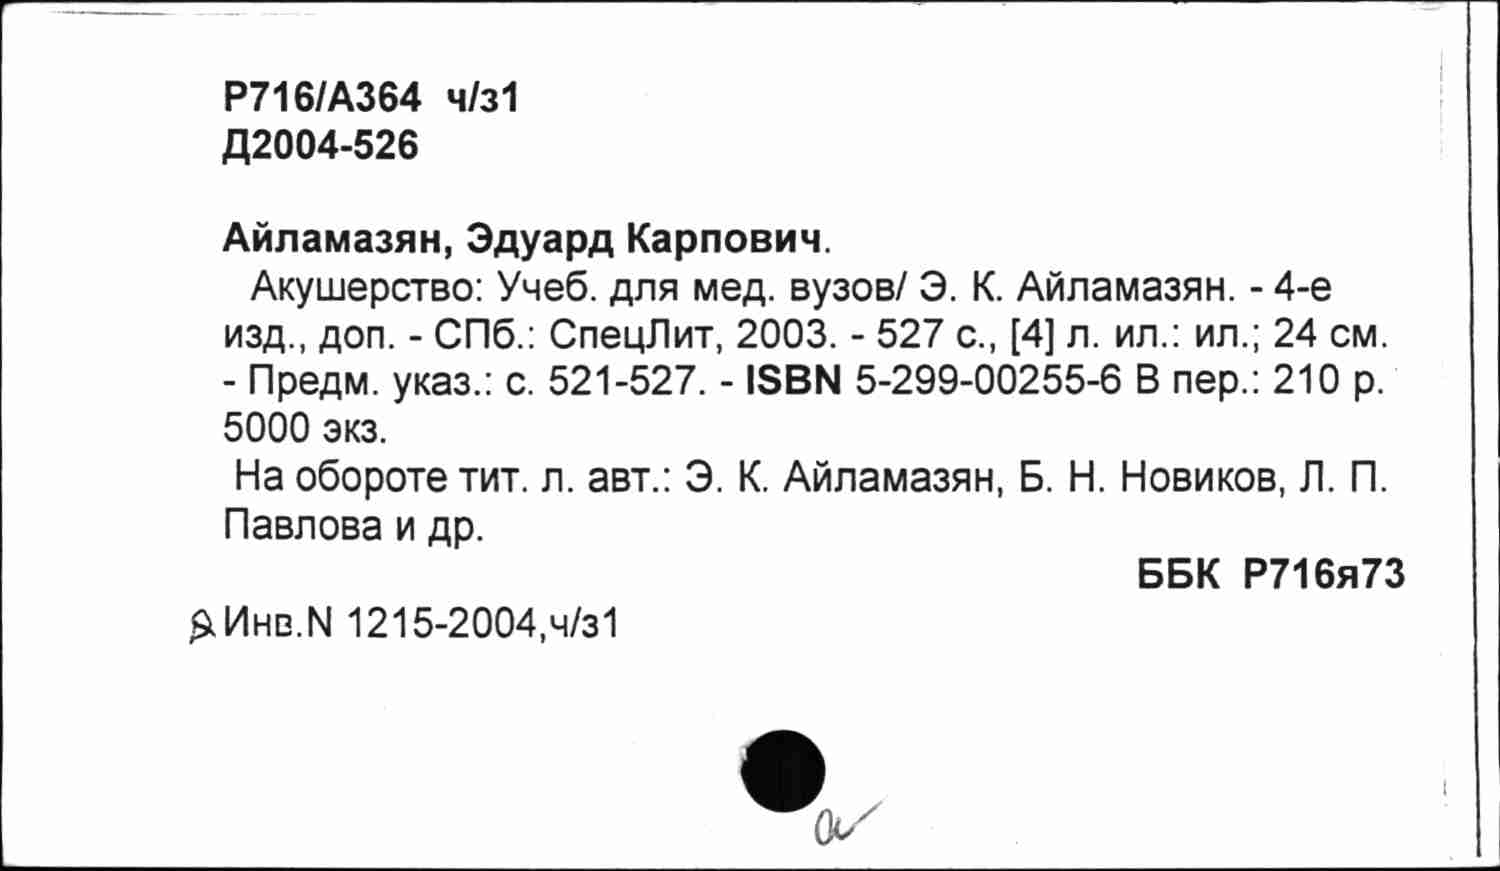 Р716/А364 ч/з1
Д2004-526
Айламазян, Эдуард Карпович.
Акушерство: Учеб. для мед. вузов/ Э. К. Айламазян. - 4-е
изд., доп. - СПб.: СпецЛит, 2003. - 527 с., [4] л. ил.: ил.; 24 см.
- Предм. указ.: с. 521-527. - ISBN 5-299-00255-6 В пер.: 210 р.
5000 экз.
На обороте тит. л. авт.: Э. К. Айламазян, Б. Н. Новиков, Л. П.
Павлова и др.
ББК Р716я73
Инв.N 1215-2004,ч/з1